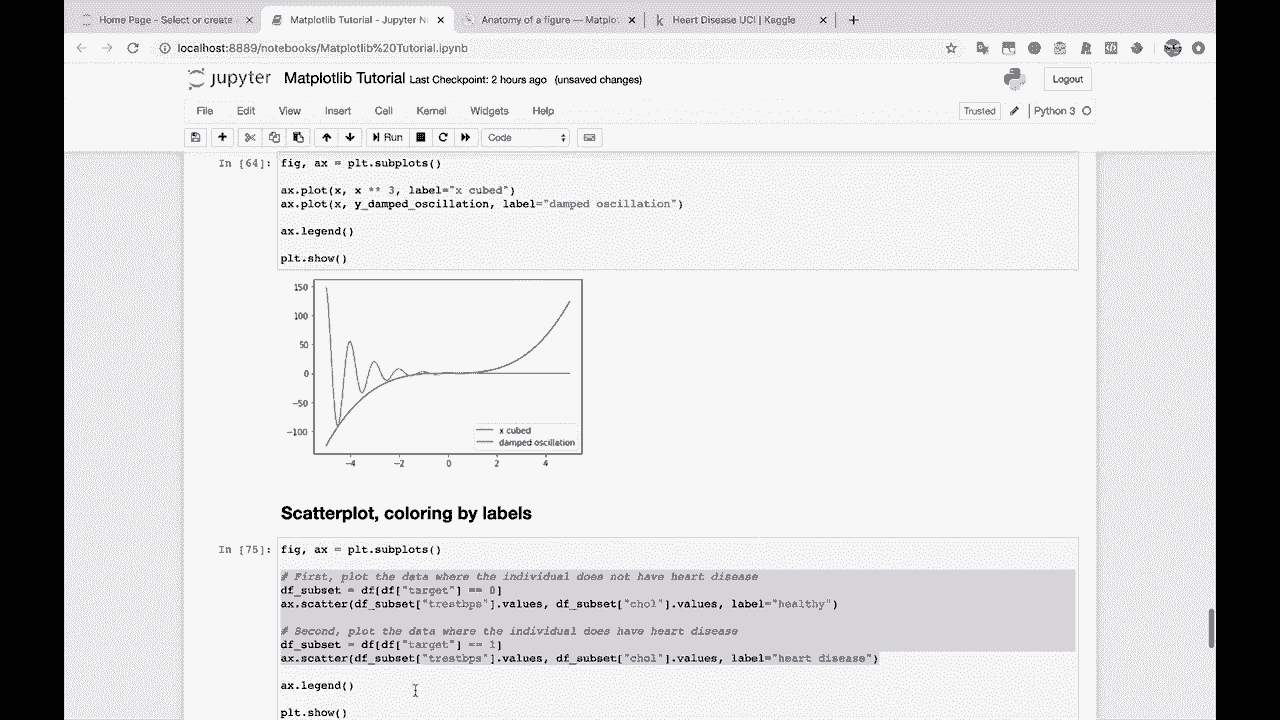 Home Page - Select or create
Matplotlib Tutorial - Jupyter N
Anatomy of a figure — Matplot
Heart Disease UCI | Kaggle
localhost:8889/notebooks/Matplotlib%20Tutorial.ipynb
jupyter Matplotlib Tutorial Last Checkpoint: 2 hours ago (unsaved changes)
Logout
File Edit View Insert Cell Kernel Widgets Help
Trusted
Python 3
Run
Code
In [64]: fig, ax = plt.subplots()
ax.plot(x, x ** 3, label="x cubed")
ax.plot(x, y_damped_oscillation, label="damped oscillation")
ax.legend()
plt.show()
150
100
50
0
−50
−100
x cubed
damped oscillation
−4 −2 0 2 4
Scatterplot, coloring by labels
In [75]: fig, ax = plt.subplots()
# First, plot the data where the individual does not have heart disease
df_subset = df[df["target"] == 0]
ax.scatter(df_subset["trestbps"].values, df_subset["chol"].values, label="healthy")
# Second, plot the data where the individual does have heart disease
df_subset = df[df["target"] == 1]
ax.scatter(df_subset["trestbps"].values, df_subset["chol"].values, label="heart disease")
ax.legend()
plt.show()